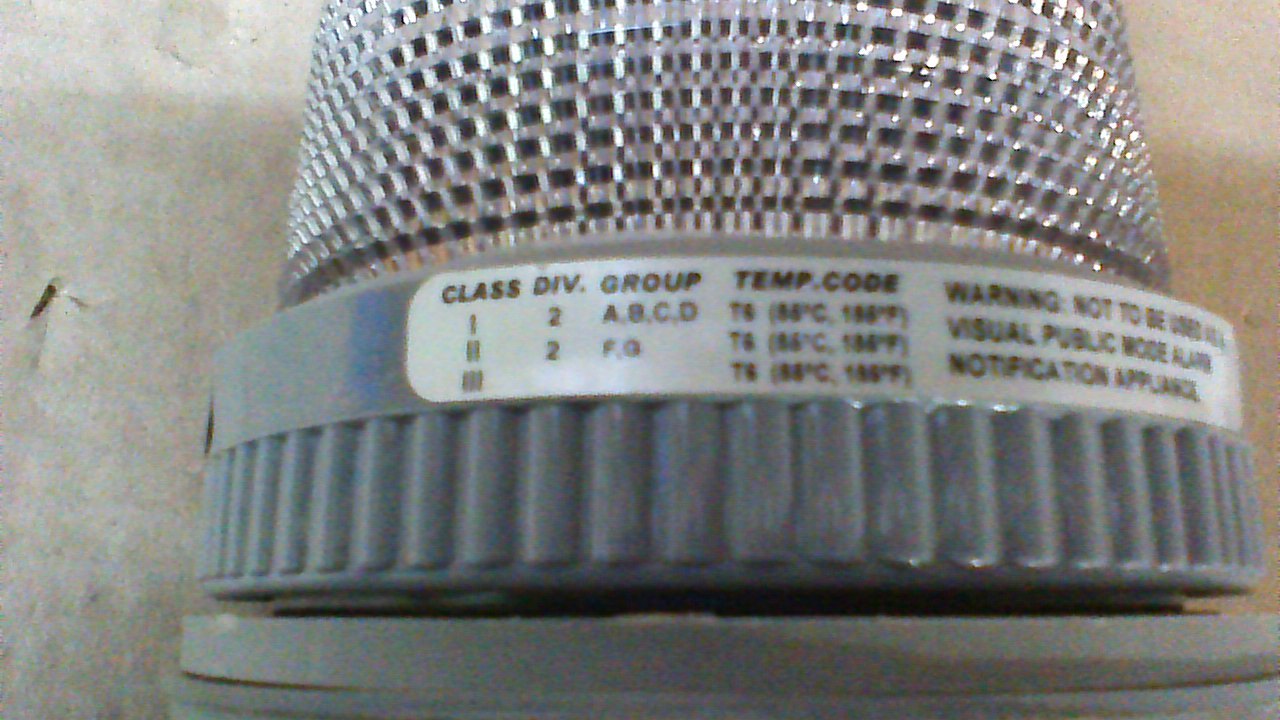 CLASS DIV. GROUP TEMP.CODE
I 2 A,B,C,D T6 (85°C, 185°F)
II 2 F,G T6 (85°C, 185°F)
III T6 (85°C, 185°F)
WARNING: NOT TO BE USED AS A
VISUAL PUBLIC MODE ALARM
NOTIFICATION APPLIANCE.